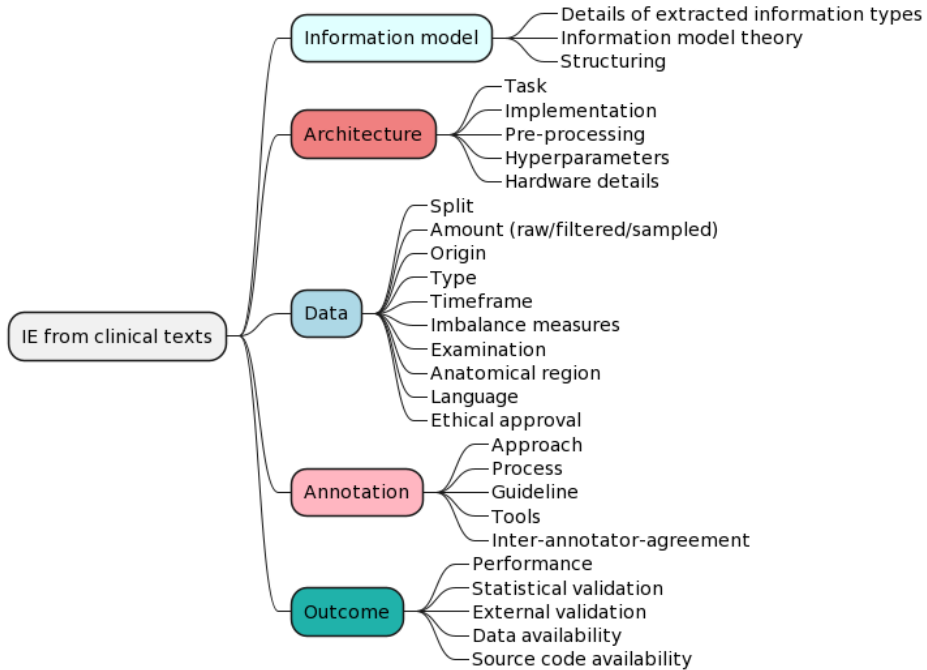 IE from clinical texts
Information model
Details of extracted information types
Information model theory
Structuring
Architecture
Task
Implementation
Pre-processing
Hyperparameters
Hardware details
Data
Split
Amount (raw/filtered/sampled)
Origin
Type
Timeframe
Imbalance measures
Examination
Anatomical region
Language
Ethical approval
Annotation
Approach
Process
Guideline
Tools
Inter-annotator-agreement
Outcome
Performance
Statistical validation
External validation
Data availability
Source code availability